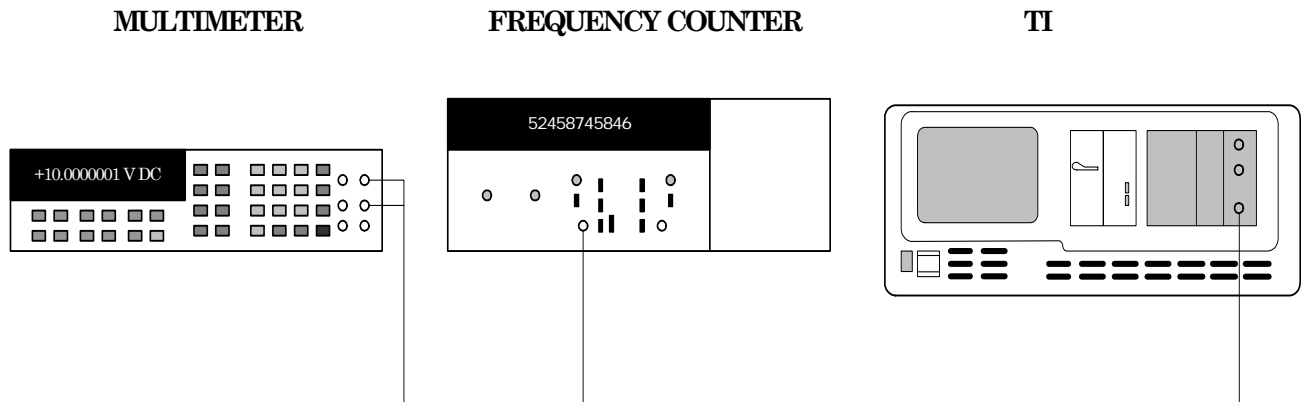 MULTIMETER
FREQUENCY COUNTER
TI
52458745846
+10.0000001 V DC